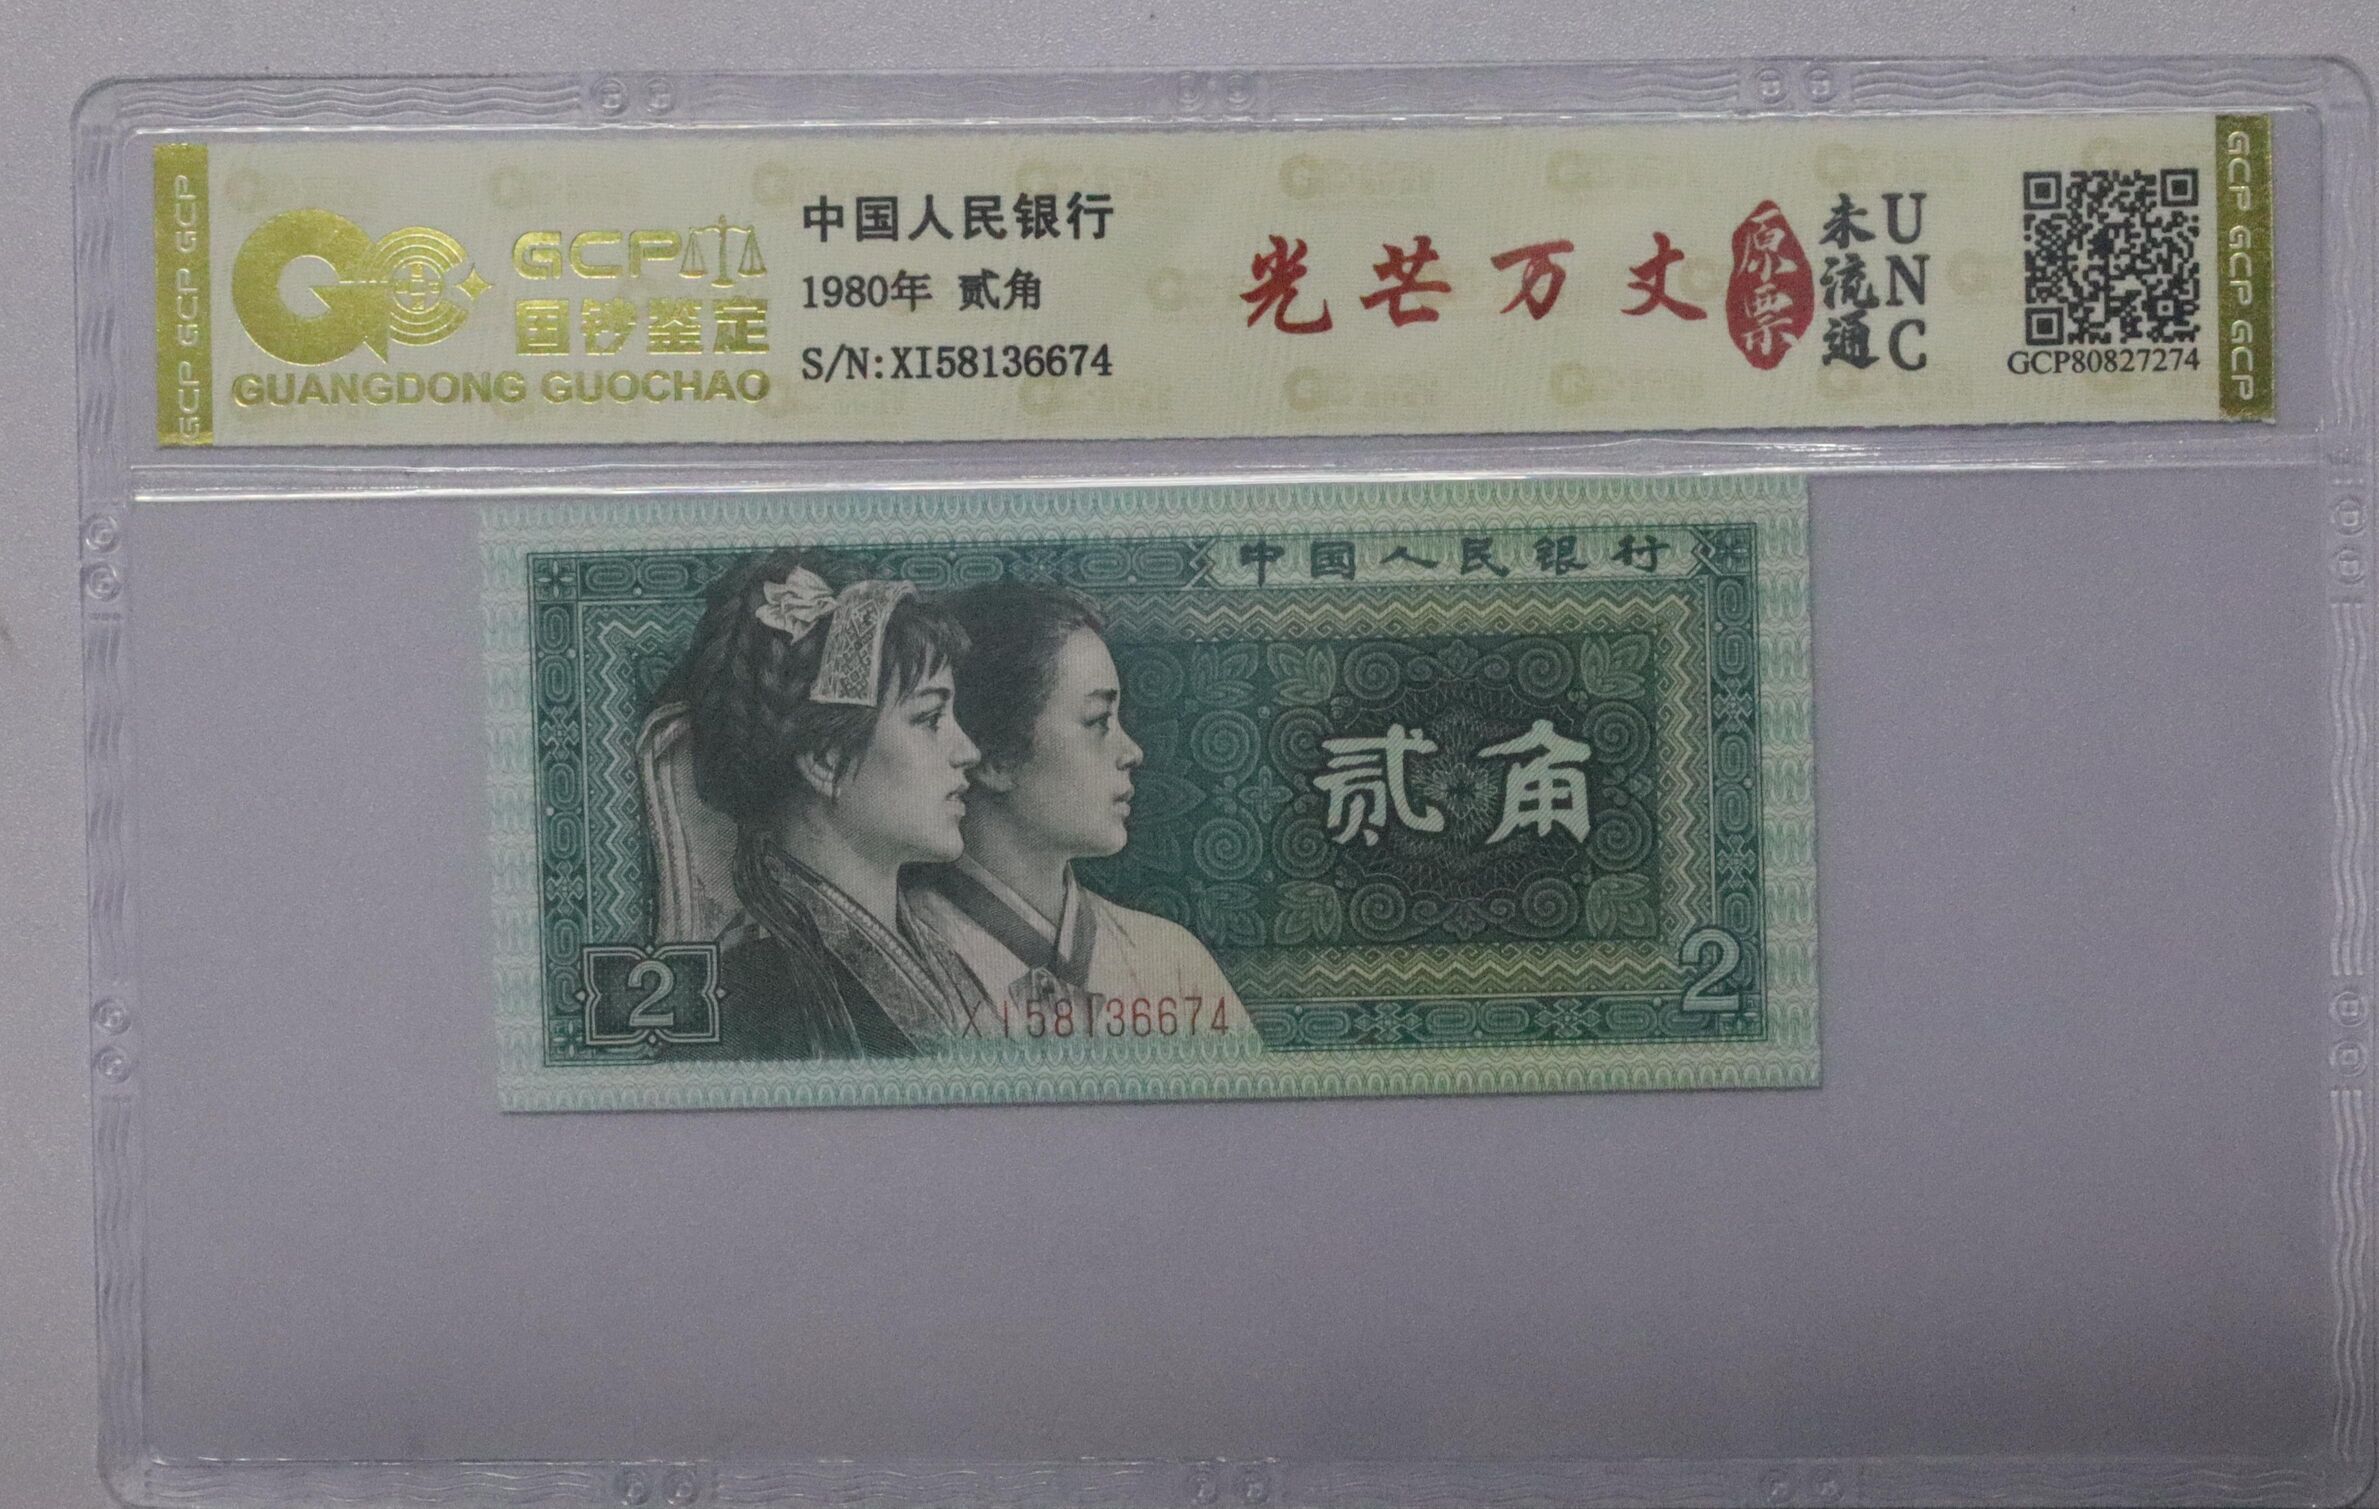 GCP GCP GCP
GCP
国钞鉴定
GUANGDONG GUOCHAO
中国人民银行
1980年 贰角
S/N:XI58136674
光芒万丈
原票
未流通
UNC
GCP80827274
GCP GCP GCP
中国人民银行
贰角
2
2
XI58136674